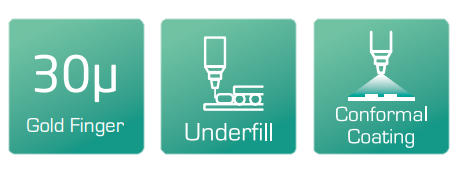 30μ
Gold Finger
Underfill
Conformal
Coating